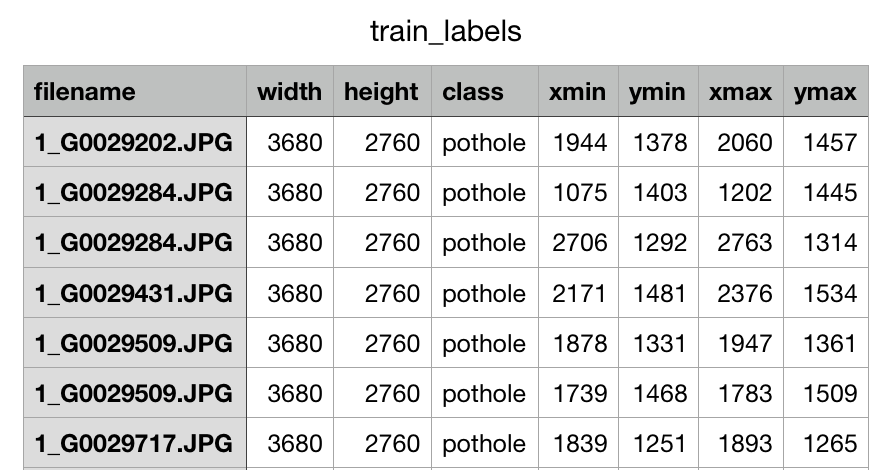 train_labels
filename width height class xmin ymin xmax ymax
1_G0029202.JPG 3680 2760 pothole 1944 1378 2060 1457
1_G0029284.JPG 3680 2760 pothole 1075 1403 1202 1445
1_G0029284.JPG 3680 2760 pothole 2706 1292 2763 1314
1_G0029431.JPG 3680 2760 pothole 2171 1481 2376 1534
1_G0029509.JPG 3680 2760 pothole 1878 1331 1947 1361
1_G0029509.JPG 3680 2760 pothole 1739 1468 1783 1509
1_G0029717.JPG 3680 2760 pothole 1839 1251 1893 1265